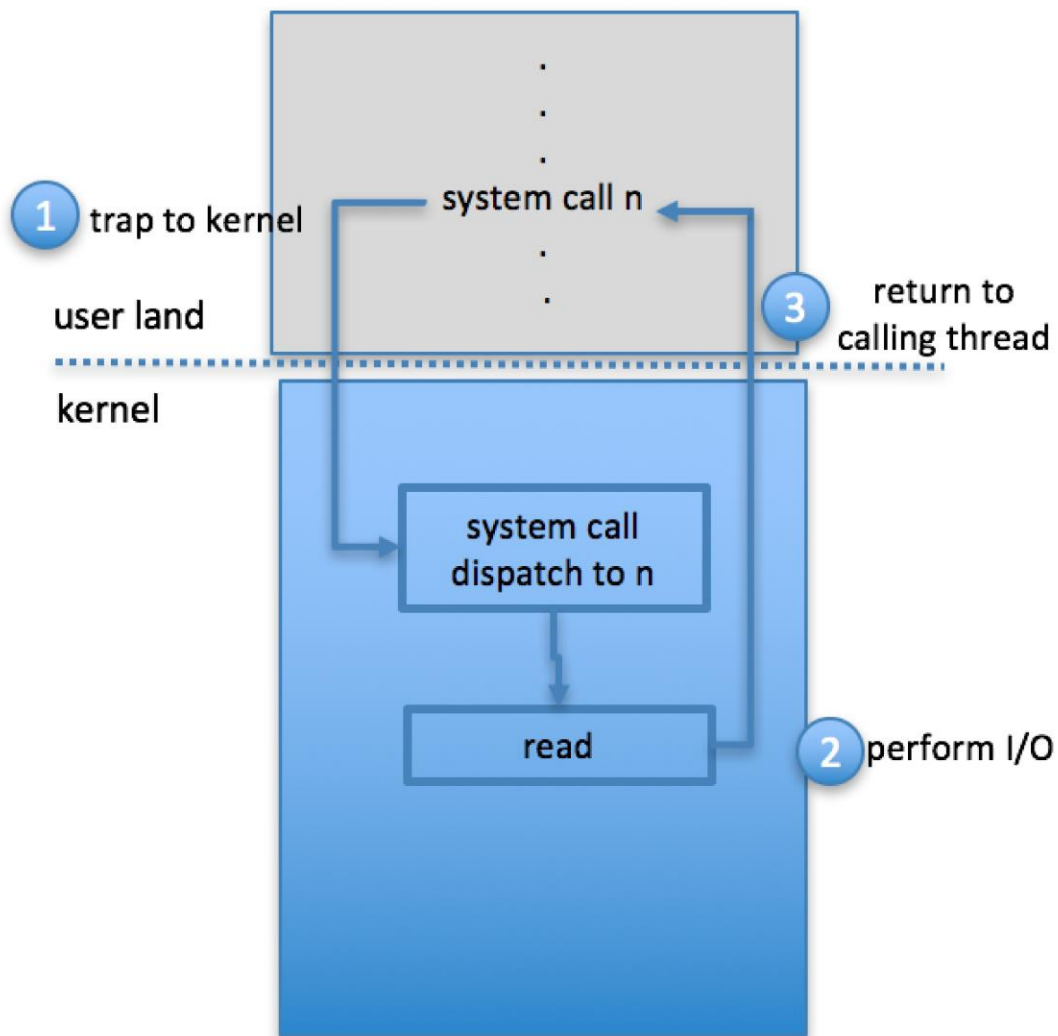 .
.
.
system call n
1 trap to kernel
.
.
3 return to
calling thread
user land
kernel
system call
dispatch to n
read
2 perform I/O